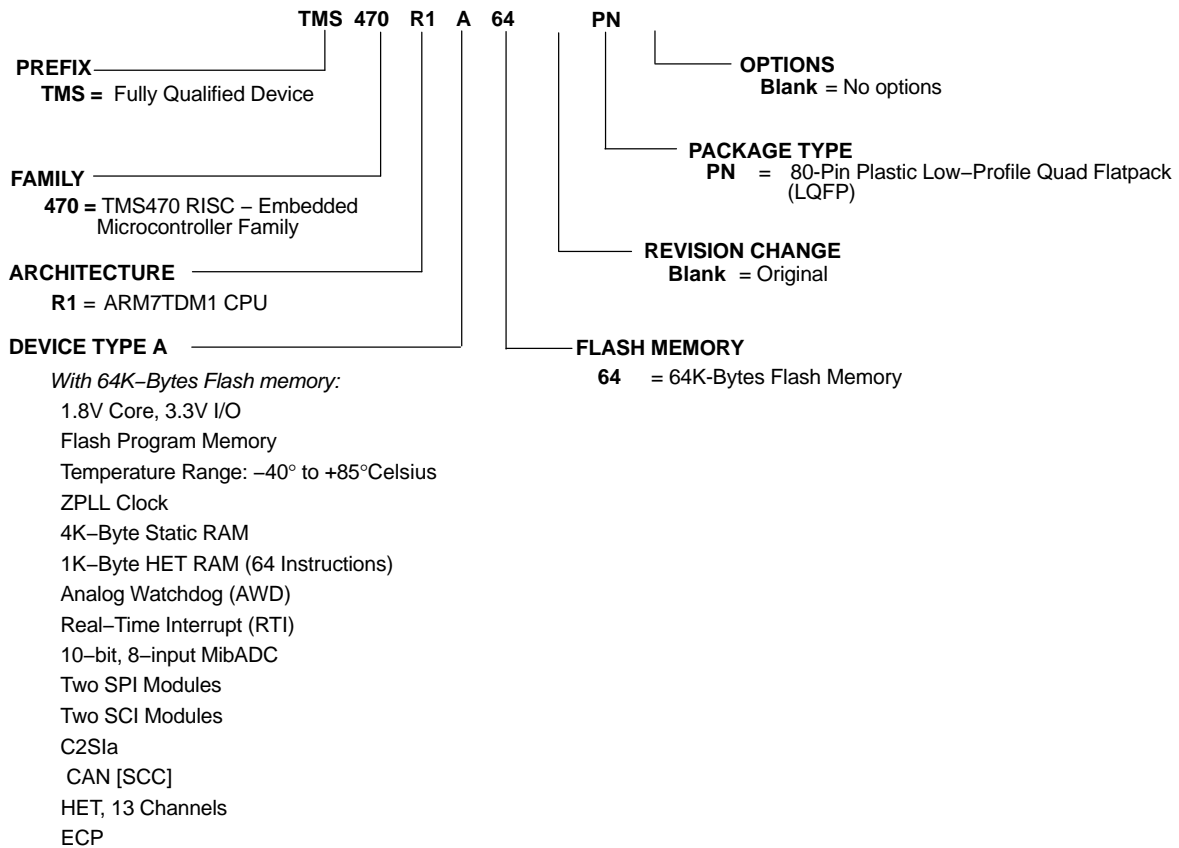 TMS 470 R1 A 64 PN
PREFIX
TMS = Fully Qualified Device
OPTIONS
Blank = No options
PACKAGE TYPE
PN = 80-Pin Plastic Low−Profile Quad Flatpack
(LQFP)
FAMILY
470 = TMS470 RISC − Embedded
Microcontroller Family
REVISION CHANGE
Blank = Original
ARCHITECTURE
R1 = ARM7TDM1 CPU
DEVICE TYPE A
FLASH MEMORY
64 = 64K-Bytes Flash Memory
With 64K−Bytes Flash memory:
1.8V Core, 3.3V I/O
Flash Program Memory
Temperature Range: −40° to +85°Celsius
ZPLL Clock
4K−Byte Static RAM
1K−Byte HET RAM (64 Instructions)
Analog Watchdog (AWD)
Real−Time Interrupt (RTI)
10−bit, 8−input MibADC
Two SPI Modules
Two SCI Modules
C2SIa
CAN [SCC]
HET, 13 Channels
ECP